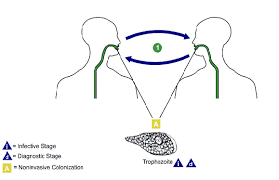 1
A
Trophozoite i d
i = Infective Stage
d = Diagnostic Stage
A = Noninvasive Colonization